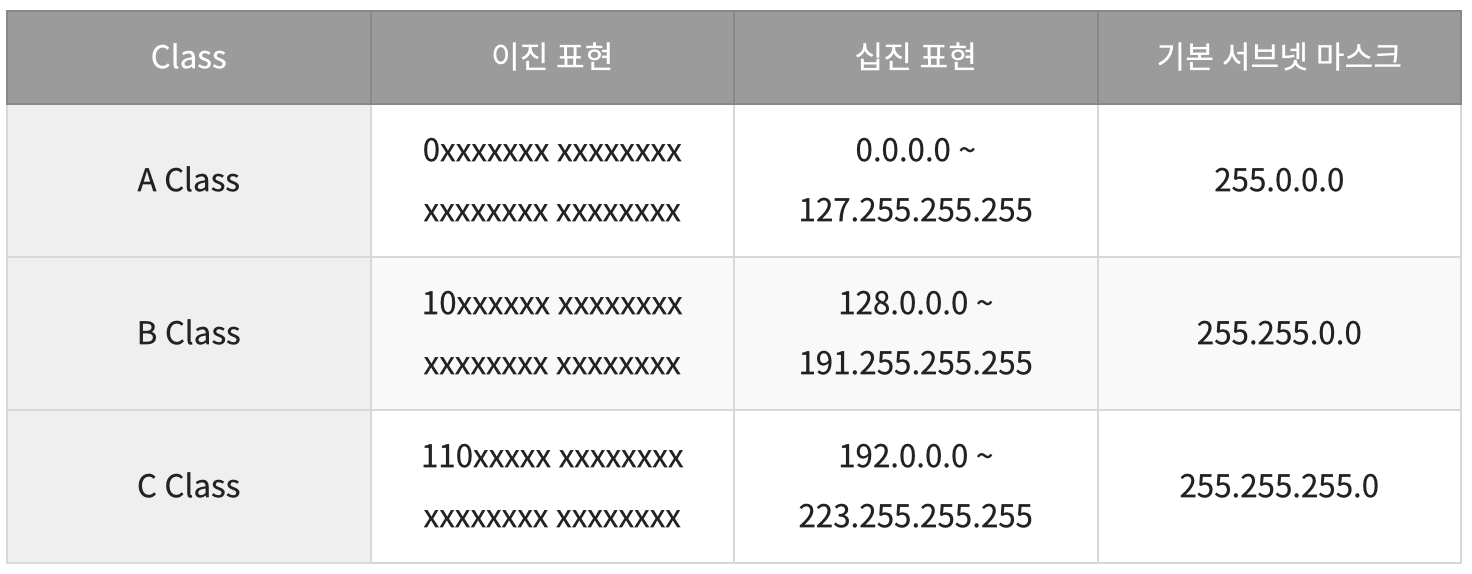 Class 이진 표현 십진 표현 기본 서브넷 마스크
A Class
0xxxxxxx xxxxxxxx
xxxxxxxx xxxxxxxx
0.0.0.0 ~
127.255.255.255
255.0.0.0
B Class
10xxxxxx xxxxxxxx
xxxxxxxx xxxxxxxx
128.0.0.0 ~
191.255.255.255
255.255.0.0
C Class
110xxxxx xxxxxxxx
xxxxxxxx xxxxxxxx
192.0.0.0 ~
223.255.255.255
255.255.255.0